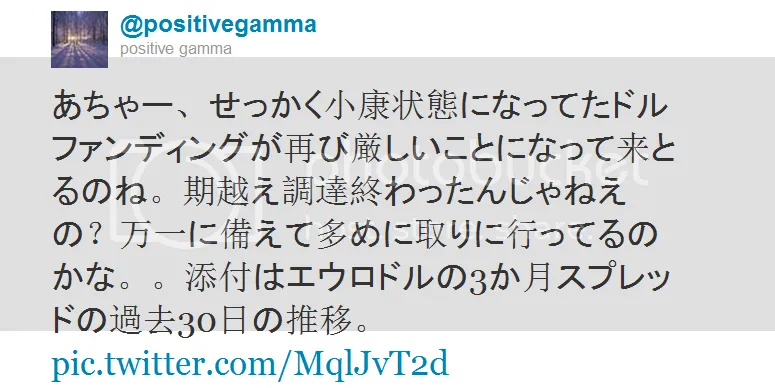 @positivegamma
positive gamma
あちゃー、せっかく小康状態になってたドル
ファンディングが再び厳しいことになって来と
るのね。期越え調達終わったんじゃねえ
の？万一に備えて多めに取りに行ってるの
かな。。添付はエウロドルの3か月スプレッ
ドの過去30日の推移。
pic.twitter.com/MqlJvT2d
photobucket